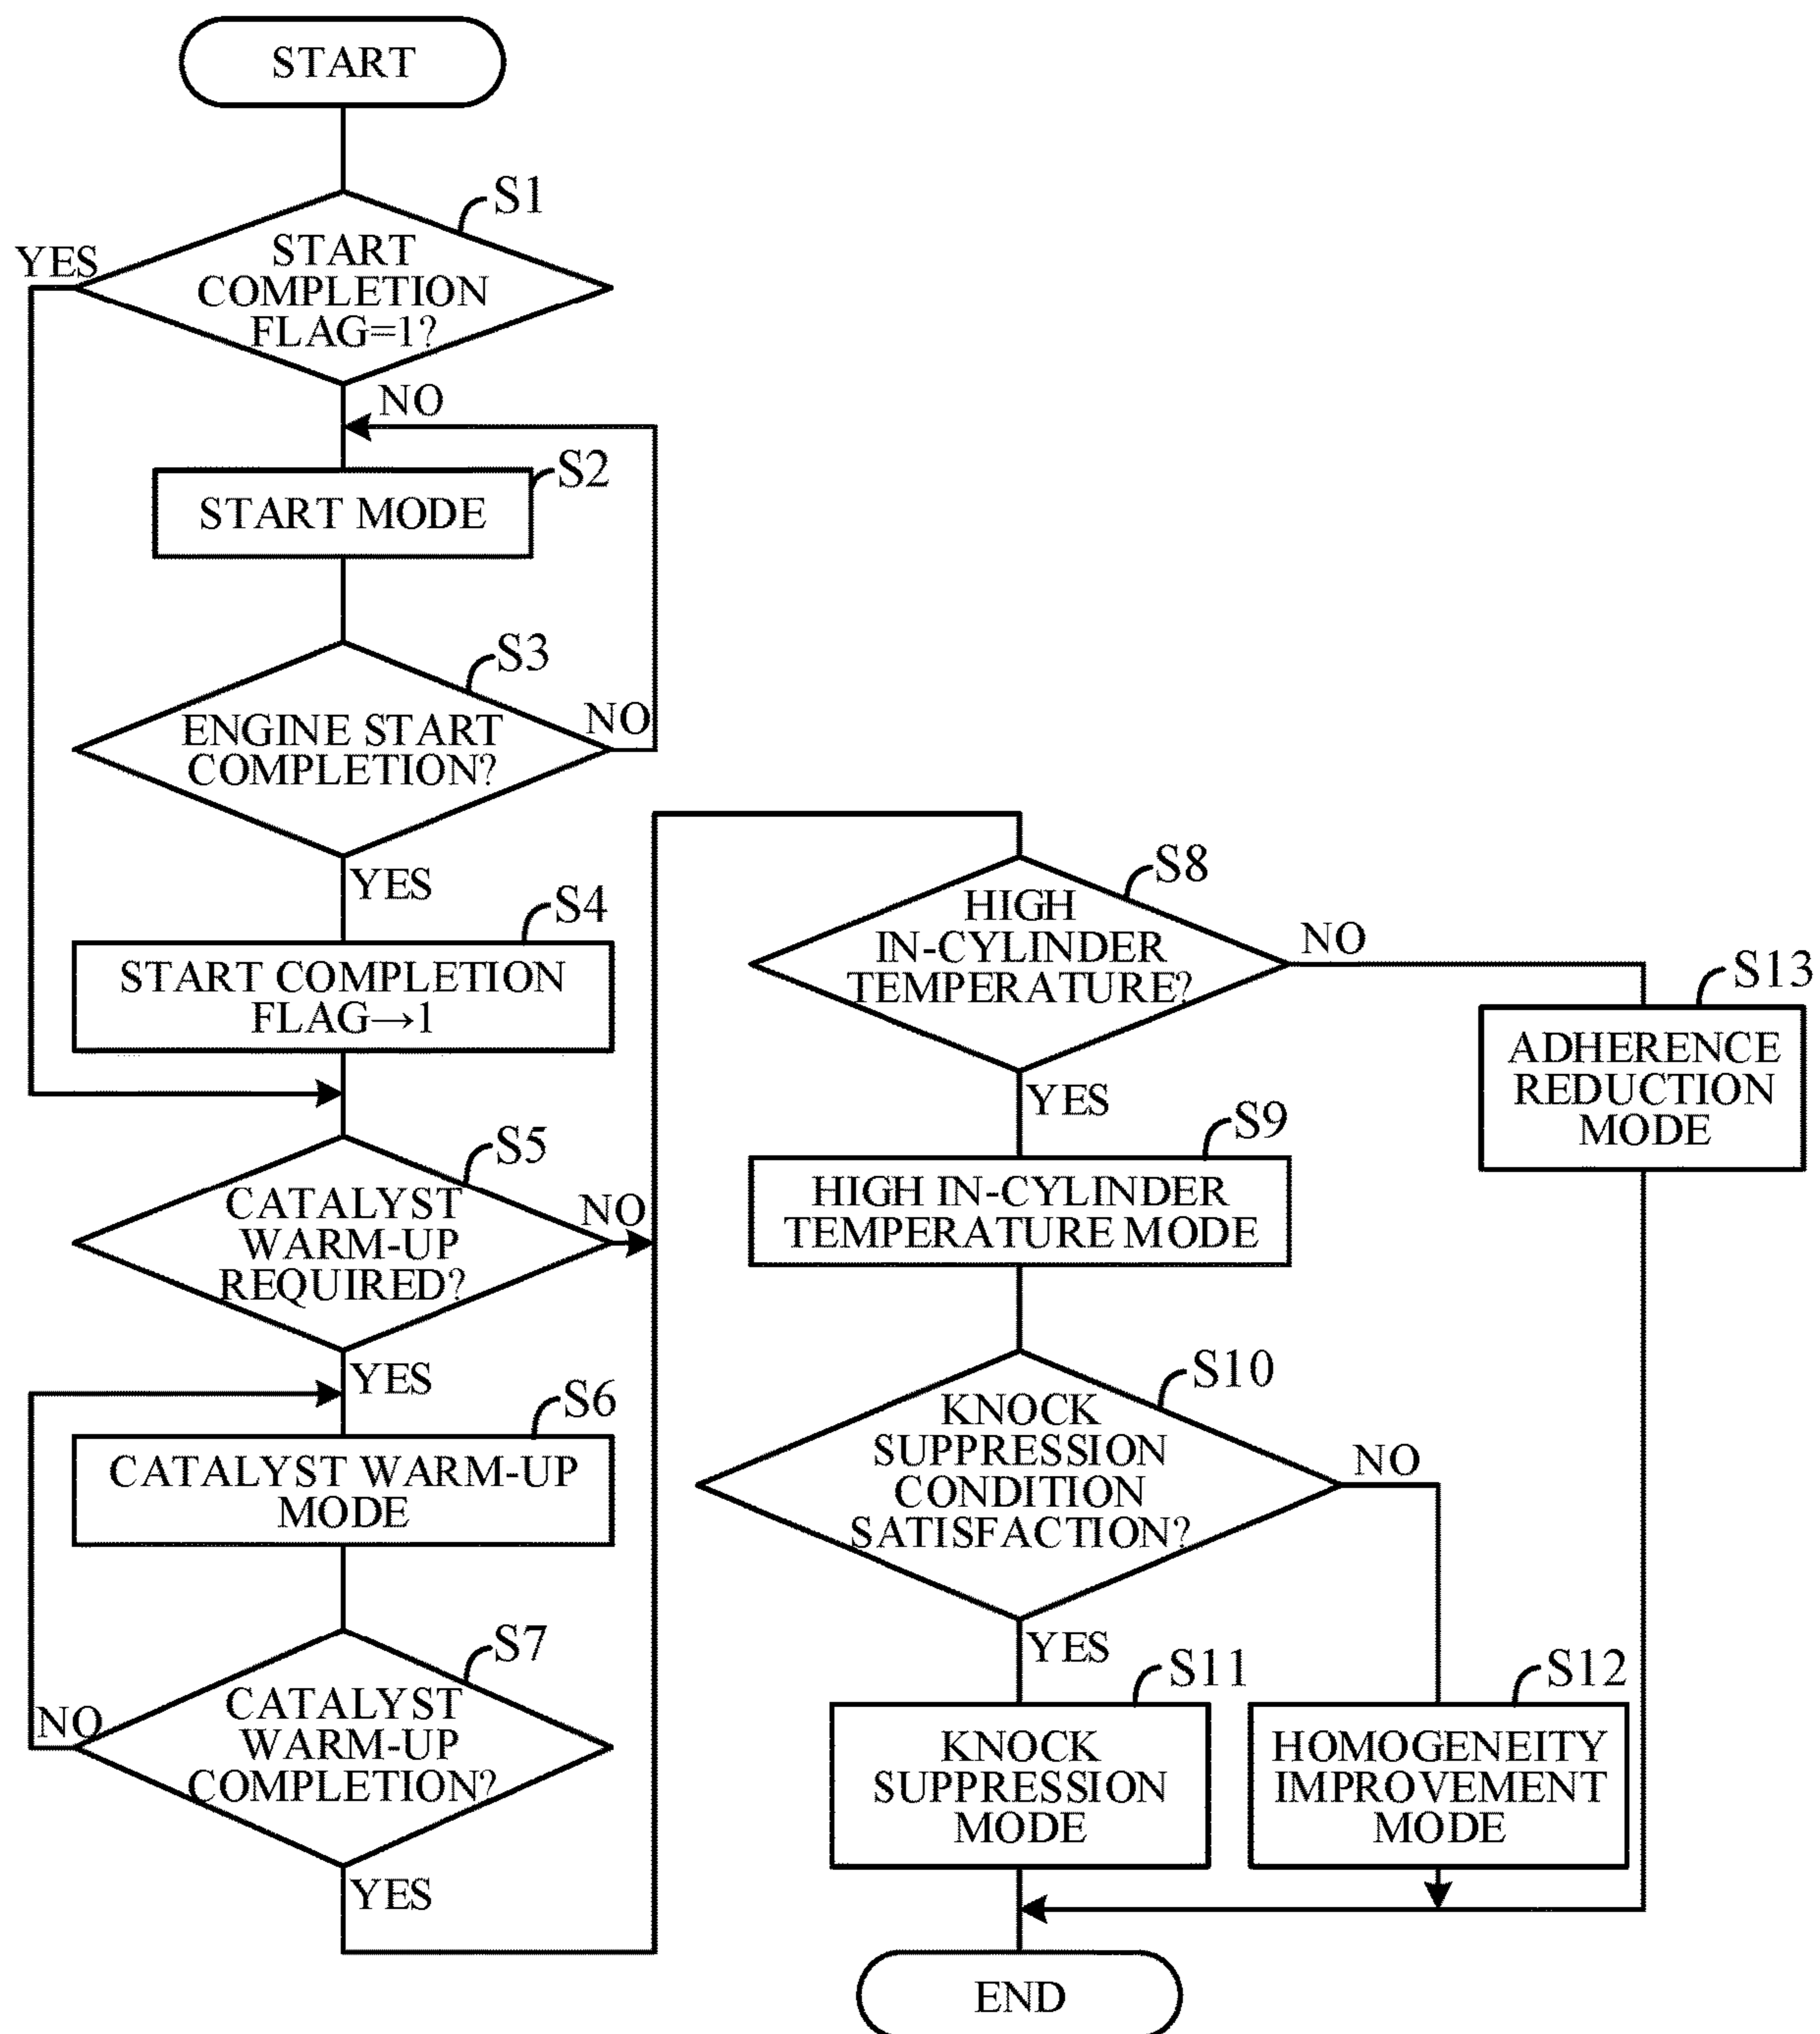 START
S1
YES
START
COMPLETION
FLAG=1?
NO
S2
START MODE
S3
NO
ENGINE START
COMPLETION?
YES
S4
START COMPLETION
FLAG→1
S5
NO
CATALYST
WARM-UP
REQUIRED?
YES
S6
CATALYST WARM-UP
MODE
S7
NO
CATALYST
WARM-UP
COMPLETION?
YES
S8
HIGH
IN-CYLINDER
TEMPERATURE?
NO
YES
S13
ADHERENCE
REDUCTION
MODE
S9
HIGH IN-CYLINDER
TEMPERATURE MODE
S10
KNOCK
SUPPRESSION
CONDITION
SATISFACTION?
NO
YES
S11
KNOCK
SUPPRESSION
MODE
S12
HOMOGENEITY
IMPROVEMENT
MODE
END